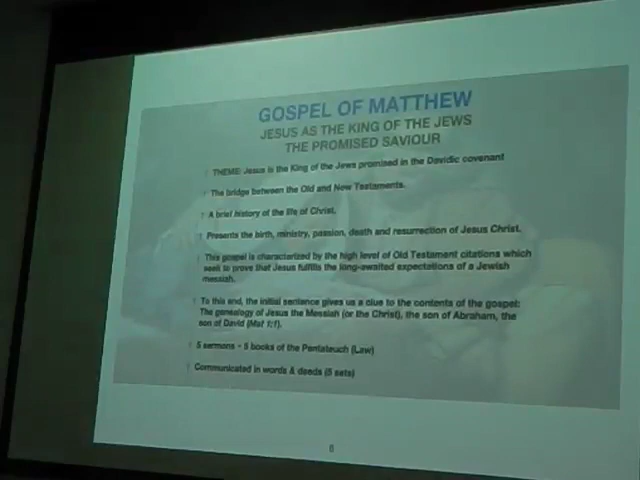 GOSPEL OF MATTHEW
JESUS AS THE KING OF THE JEWS
THE PROMISED SAVIOUR
THEME: Jesus is the King of the Jews promised in the Davidic covenant
The bridge between the Old and New Testaments.
A brief history of the life of Christ.
Presents the birth, ministry, passion, death and resurrection of Jesus Christ.
This gospel is characterized by the high level of Old Testament citations which
seek to prove that Jesus fulfils the long-awaited expectations of a Jewish
messiah.
To this end, the initial sentence gives us a clue to the contents of the gospel:
The genealogy of Jesus the Messiah (or the Christ), the son of Abraham, the
son of David (Mat 1:1).
5 sermons - 5 books of the Pentateuch (Law)
Communicated in words & deeds (5 sets)
6